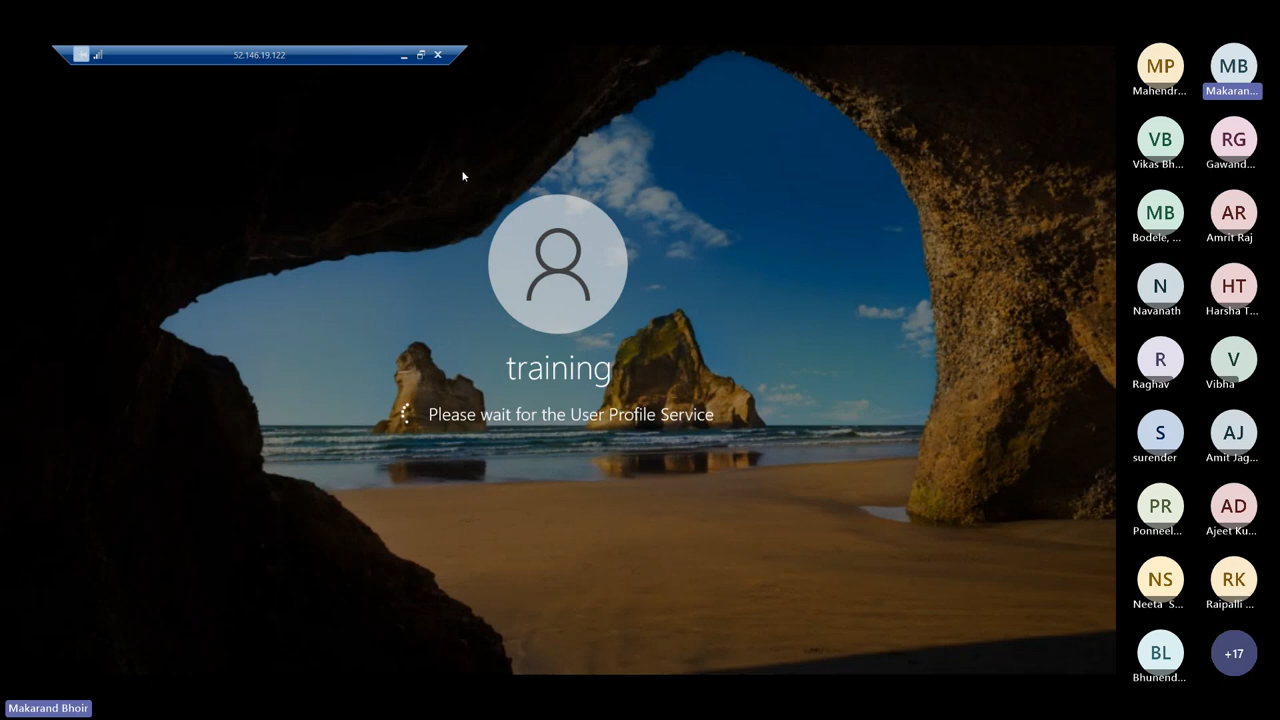 52.146.19.122
training
Please wait for the User Profile Service
MP
Mahendr...
MB
Makaran...
VB
Vikas Bh...
RG
Gawand...
MB
Bodele, ...
AR
Amrit Raj
N
Navanath
HT
Harsha T...
R
Raghav
V
Vibha
S
surender
AJ
Amit Jag...
PR
Ponneel...
AD
Ajeet Ku...
NS
Neeta S...
RK
Raipalli ...
BL
Bhunend...
+17
Makarand Bhoir